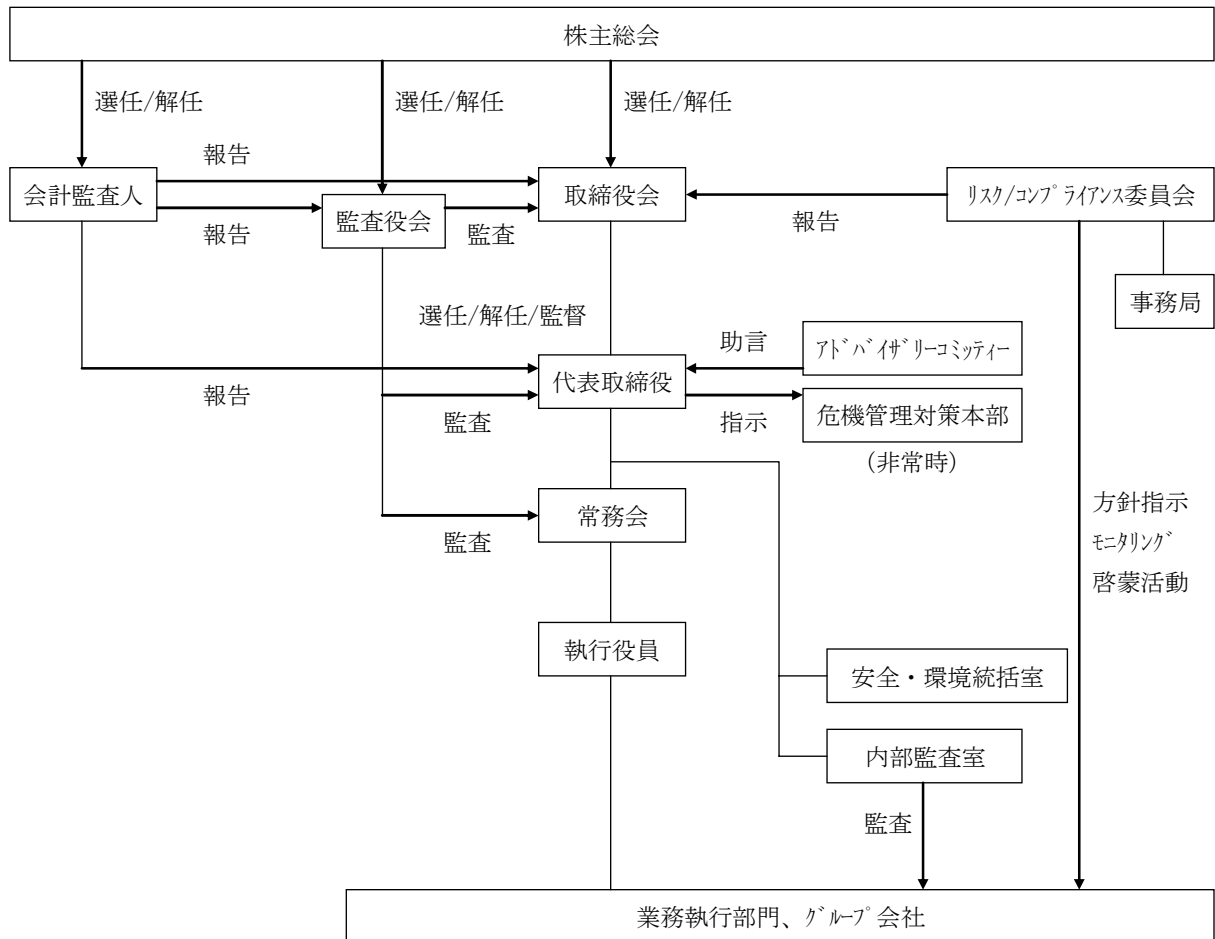 株主総会
選任/解任
選任/解任
選任/解任
報告
会計監査人
取締役会
ﾘｽｸ/ｺﾝﾌﾟﾗｲｱﾝｽ委員会
監査役会
報告
監査
報告
事務局
選任/解任/監督
助言
ｱﾄﾞﾊﾞｲｻﾞﾘｰｺﾐｯﾃｨｰ
代表取締役
報告
監査
指示
危機管理対策本部
(非常時)
常務会
監査
方針指示
ﾓﾆﾀﾘﾝｸﾞ
啓蒙活動
執行役員
安全・環境統括室
内部監査室
監査
業務執行部門、ｸﾞﾙｰﾌﾟ会社